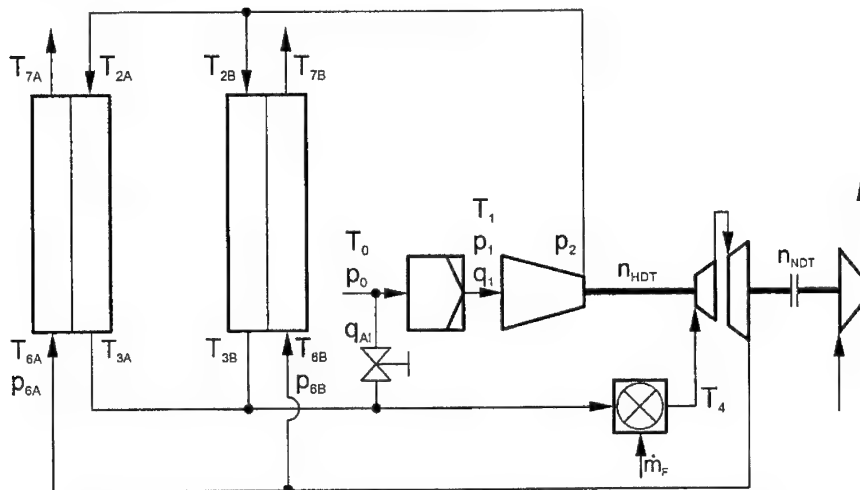 T7A T2A T2B T7B
T1
T0 p1 p2
p0 q1 nHDT nNDT
qAI
T6A T3A T3B T6B
p6A p6B T4
ṁF